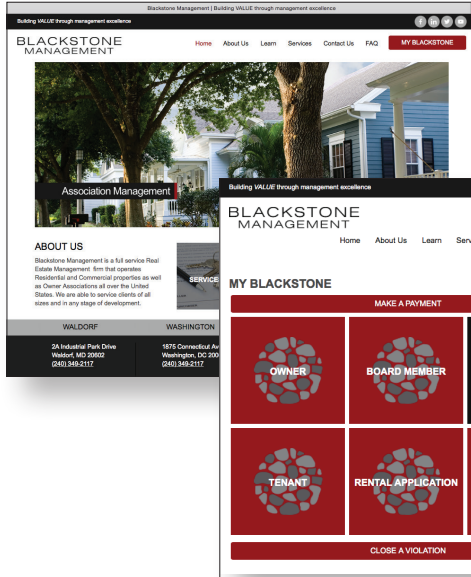 Blackstone Management | Building VALUE through management excellence
Building VALUE through management excellence
BLACKSTONE
MANAGEMENT
Home About Us Learn Services Contact Us FAQ MY BLACKSTONE
Association Management
ABOUT US
Blackstone Management is a full service Real
Estate Management firm that operates
Residential and Commercial properties as well
as Owner Associations all over the United
States. We are able to service clients of all
sizes and in any stage of development.
SERVICE
WALDORF WASHINGTON
2A Industrial Park Drive
Waldorf, MD 20602
(240) 349-2117
1875 Connecticut Av
Washington, DC 200
(240) 349-2117
Building VALUE through management excellence
BLACKSTONE
MANAGEMENT
Home About Us Learn Serv
MY BLACKSTONE
MAKE A PAYMENT
OWNER BOARD MEMBER
TENANT RENTAL APPLICATION
CLOSE A VIOLATION